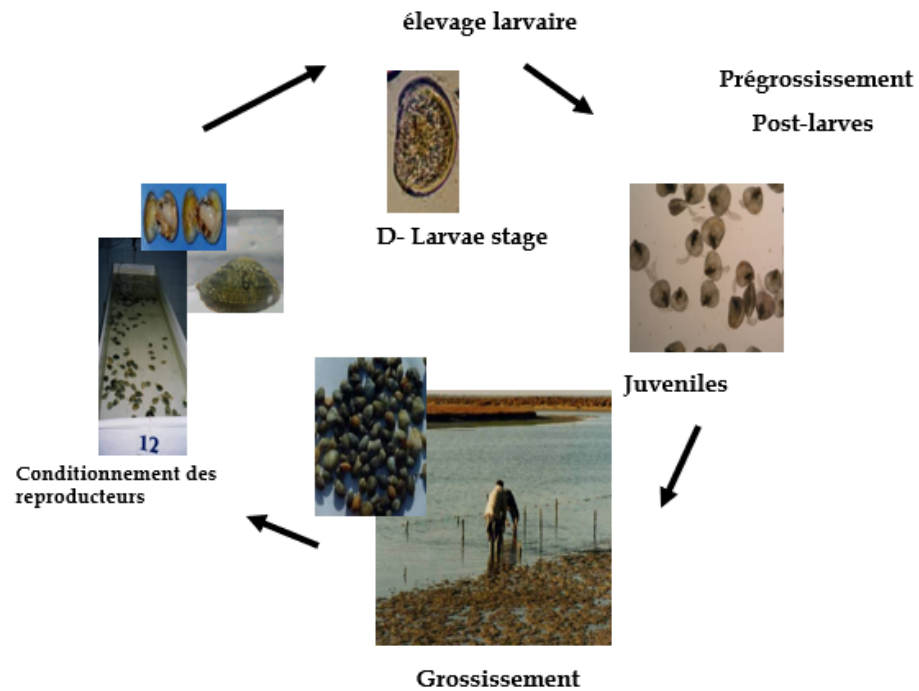 élevage larvaire
Prégrossissement
Post-larves
D- Larvae stage
Juveniles
12
Conditionnement des
reproducteurs
Grossissement